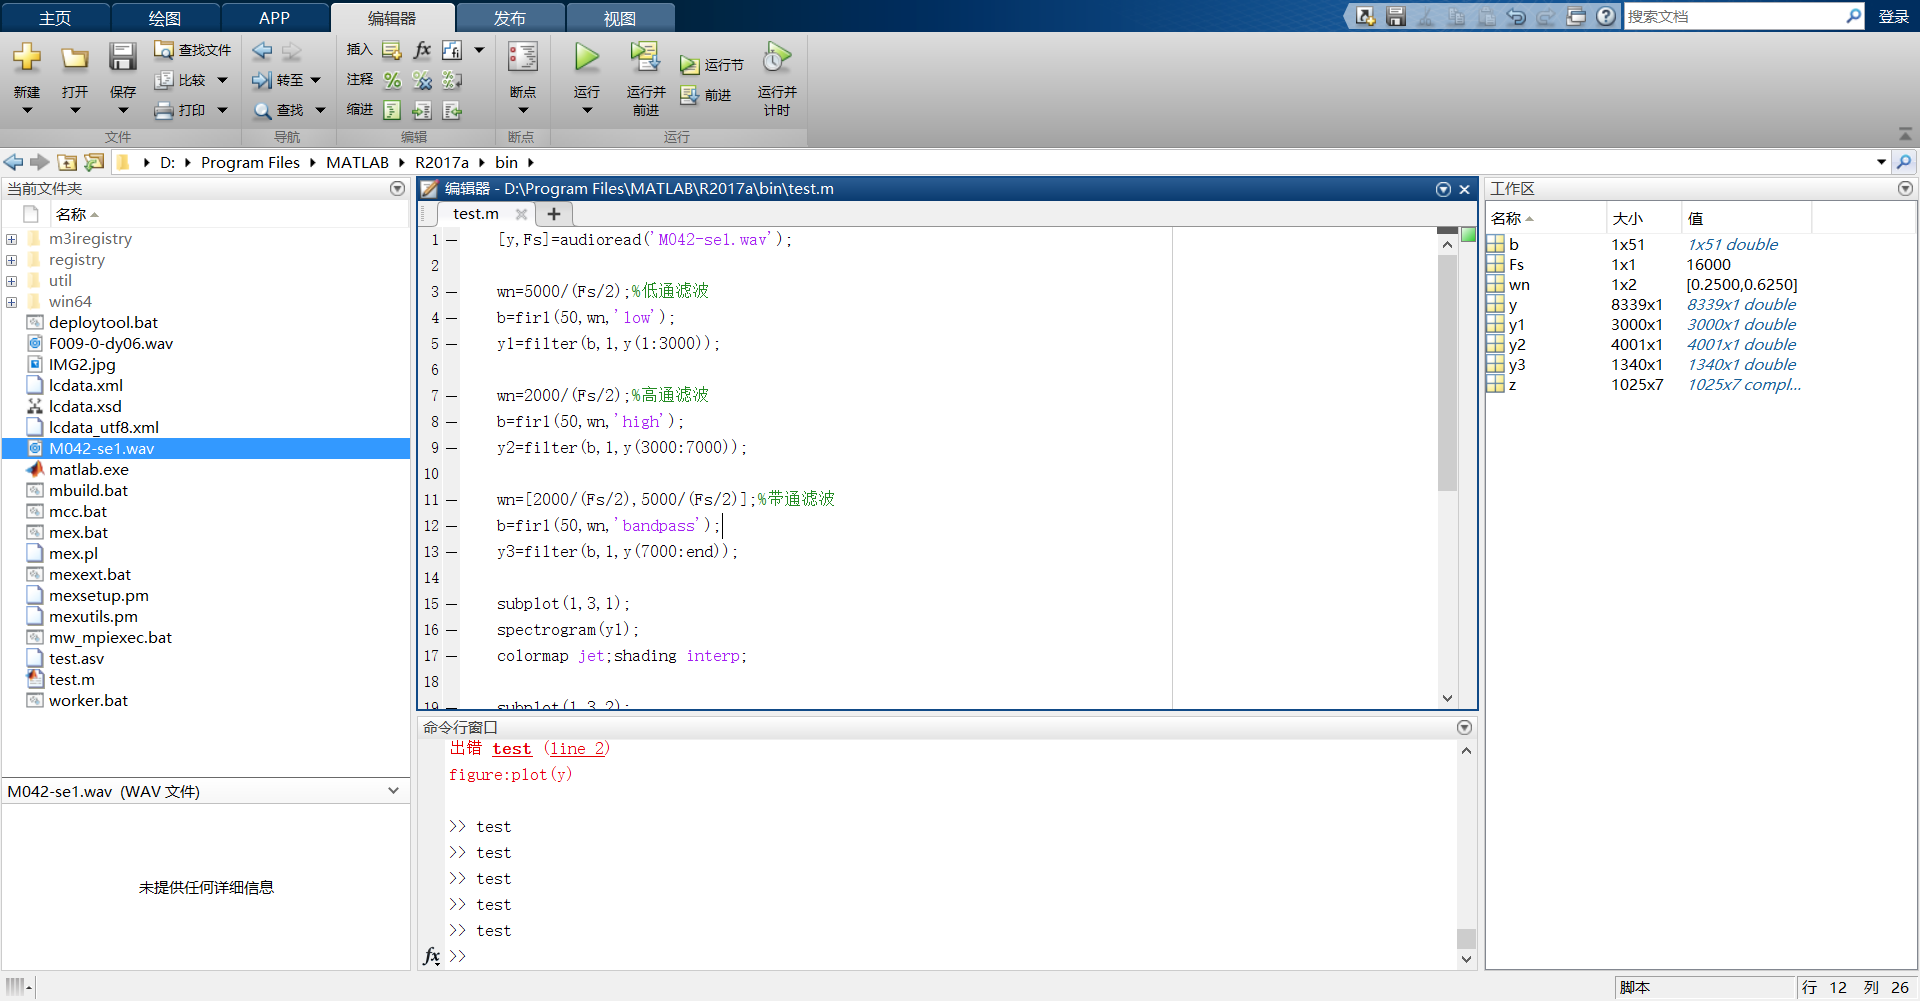 主页 绘图 APP 编辑器 发布 视图
搜索文档
登录
新建 打开 保存
查找文件
比较
打印
转至
查找
插入
注释
缩进
断点
运行
运行并
前进
运行节
前进
运行并
计时
文件 导航 编辑 断点 运行
D: Program Files MATLAB R2017a bin
当前文件夹
名称
m3iregistry
registry
util
win64
deploytool.bat
F009-0-dy06.wav
IMG2.jpg
lcdata.xml
lcdata.xsd
lcdata_utf8.xml
M042-se1.wav
matlab.exe
mbuild.bat
mcc.bat
mex.bat
mex.pl
mexext.bat
mexsetup.pm
mexutils.pm
mw_mpiexec.bat
test.asv
test.m
worker.bat
M042-se1.wav (WAV 文件)
未提供任何详细信息
编辑器 - D:\Program Files\MATLAB\R2017a\bin\test.m
test.m
1 [y,Fs]=audioread('M042-se1.wav');
2
3 wn=5000/(Fs/2);%低通滤波
4 b=fir1(50,wn,'low');
5 y1=filter(b,1,y(1:3000));
6
7 wn=2000/(Fs/2);%高通滤波
8 b=fir1(50,wn,'high');
9 y2=filter(b,1,y(3000:7000));
10
11 wn=[2000/(Fs/2),5000/(Fs/2)];%带通滤波
12 b=fir1(50,wn,'bandpass');
13 y3=filter(b,1,y(7000:end));
14
15 subplot(1,3,1);
16 spectrogram(y1);
17 colormap jet;shading interp;
18
19 subplot(1,3,2);
命令行窗口
出错 test (line 2)
figure:plot(y)
>> test
>> test
>> test
>> test
>> test
fx >>
工作区
名称 大小 值
b 1x51 1x51 double
Fs 1x1 16000
wn 1x2 [0.2500,0.6250]
y 8339x1 8339x1 double
y1 3000x1 3000x1 double
y2 4001x1 4001x1 double
y3 1340x1 1340x1 double
z 1025x7 1025x7 compl...
脚本
行 12 列 26